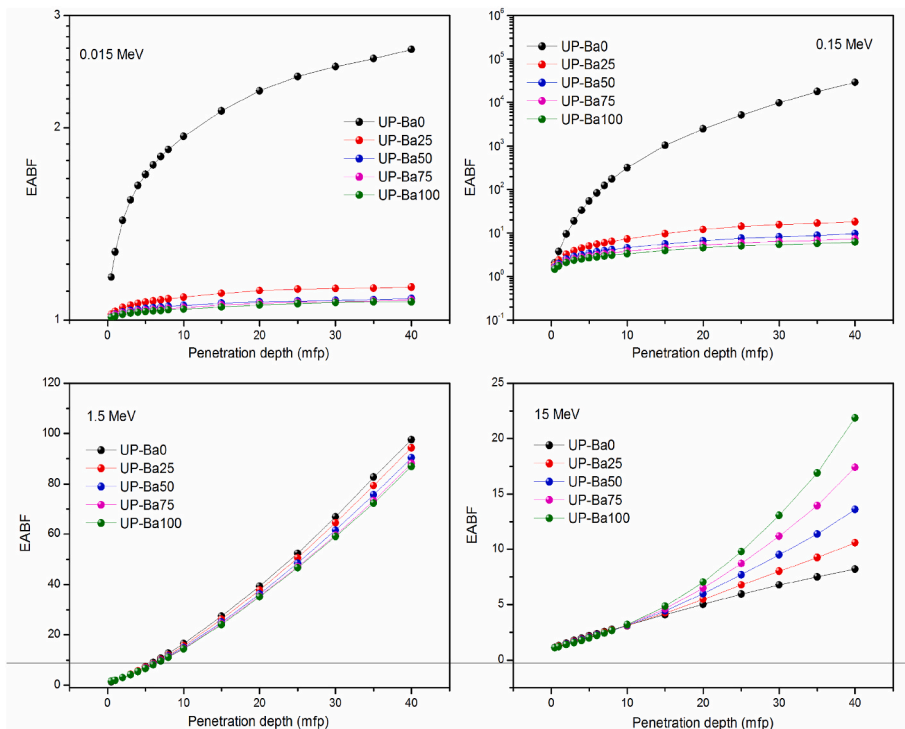 3
2
1
0.015 MeV
UP-Ba0
UP-Ba25
UP-Ba50
UP-Ba75
UP-Ba100
EABF
0 10 20 30 40
Penetration depth (mfp)
10^6
10^5
10^4
10^3
10^2
10^1
10^0
10^-1
0.15 MeV
UP-Ba0
UP-Ba25
UP-Ba50
UP-Ba75
UP-Ba100
EABF
0 10 20 30 40
Penetration depth (mfp)
120
100
80
60
40
20
0
1.5 MeV
UP-Ba0
UP-Ba25
UP-Ba50
UP-Ba75
UP-Ba100
EABF
0 10 20 30 40
Penetration depth (mfp)
25
20
15
10
5
0
15 MeV
UP-Ba0
UP-Ba25
UP-Ba50
UP-Ba75
UP-Ba100
EABF
0 10 20 30 40
Penetration depth (mfp)